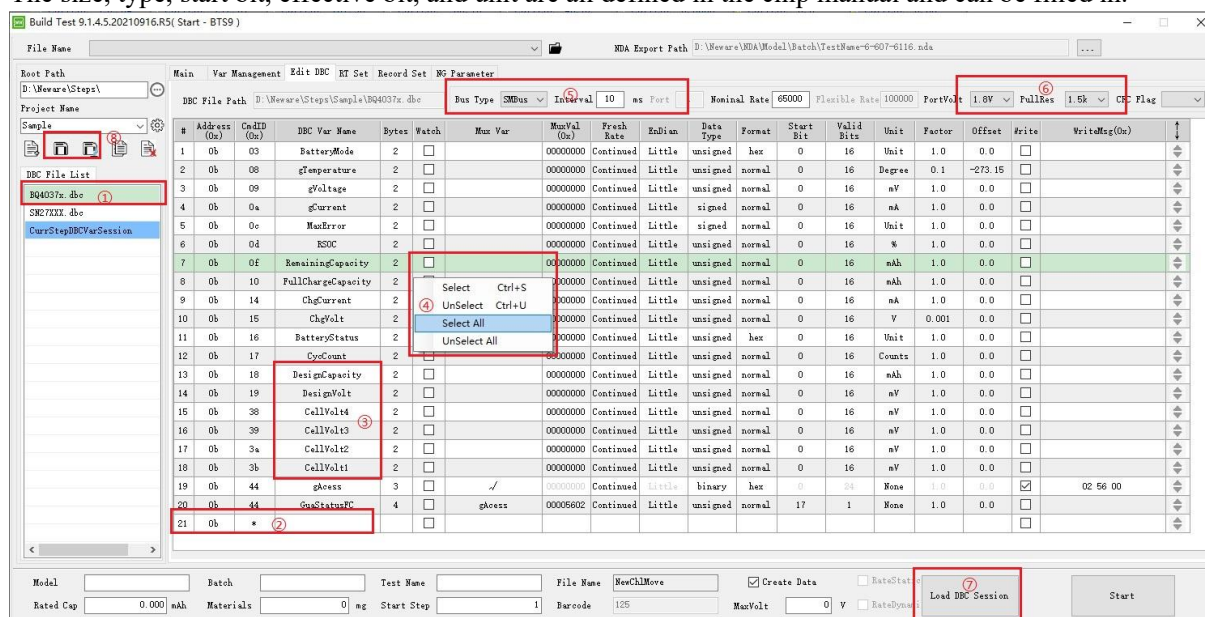 The size, type, start bit, effective bit, and unit are all defined in the chip manual and can be filled in.
Build Test 9.1.4.5.20210916.R5( Start - BTS9 )
File Name NDA Export Path D:\Neware\NDA\Model\Batch\TestName-6-607-6116.nda ...
Root Path Main Var Management Edit DBC RT Set Record Set NG Parameter
D:\Neware\Steps\
DBC File Path D:\Neware\Steps\Sample\BQ4037x.dbc Bus Type SMBus ⑤ Interval 10 ms Port Nominal Rate 65000 Flexible Rate 100000 PortVolt 1.8V ⑥ PullRes 1.5k CRC Flag
Project Name
Sample
⑧
# Address (0x) CmdID (0x) DBC Var Name Bytes Watch Mux Var MuxVal (0x) Fresh Rate EnDian Data Type Format Start Bit Valid Bits Unit Factor Offset Write WriteMsg(0x)
DBC File List
BQ4037x.dbc ①
SN27XXX.dbc
CurrStepDBCVarSession
1 0b 03 BatteryMode 2 00000000 Continued Little unsigned hex 0 16 Unit 1.0 0.0
2 0b 08 gTemperature 2 00000000 Continued Little unsigned normal 0 16 Degree 0.1 -273.15
3 0b 09 gVoltage 2 00000000 Continued Little unsigned normal 0 16 mV 1.0 0.0
4 0b 0a gCurrent 2 00000000 Continued Little signed normal 0 16 mA 1.0 0.0
5 0b 0c MaxError 2 00000000 Continued Little signed normal 0 16 Unit 1.0 0.0
6 0b 0d RSOC 2 00000000 Continued Little unsigned normal 0 16 % 1.0 0.0
7 0b 0f RemainingCapacity 2 00000000 Continued Little unsigned normal 0 16 mAh 1.0 0.0
8 0b 10 FullChargeCapacity 2 00000000 Continued Little unsigned normal 0 16 mAh 1.0 0.0
9 0b 14 ChgCurrent 2 00000000 Continued Little unsigned normal 0 16 mA 1.0 0.0
10 0b 15 ChgVolt 2 00000000 Continued Little unsigned normal 0 16 V 0.001 0.0
11 0b 16 BatteryStatus 2 00000000 Continued Little unsigned hex 0 16 Unit 1.0 0.0
12 0b 17 CycCount 2 00000000 Continued Little unsigned normal 0 16 Counts 1.0 0.0
13 0b 18 DesignCapacity 2 00000000 Continued Little unsigned normal 0 16 mAh 1.0 0.0
14 0b 19 DesignVolt 2 00000000 Continued Little unsigned normal 0 16 mV 1.0 0.0
15 0b 38 CellVolt4 2 00000000 Continued Little unsigned normal 0 16 mV 1.0 0.0
16 0b 39 CellVolt3 ③ 2 00000000 Continued Little unsigned normal 0 16 mV 1.0 0.0
17 0b 3a CellVolt2 2 00000000 Continued Little unsigned normal 0 16 mV 1.0 0.0
18 0b 3b CellVolt1 2 00000000 Continued Little unsigned normal 0 16 mV 1.0 0.0
19 0b 44 gAcess 3 00000000 Continued Little binary hex 0 24 None 1.0 0.0 02 56 00
20 0b 44 GuaStatusFC 4 gAcess 00005602 Continued Little unsigned normal 17 1 None 1.0 0.0
21 0b * ②
Select Ctrl+S
④ UnSelect Ctrl+U
Select All
UnSelect All
Model Batch Test Name File Name NewChlMove Create Data RateStatic
⑦
Load DBC Session Start
Rated Cap 0.000 mAh Materials 0 mg Start Step 1 Barcode 125 MaxVolt 0 V